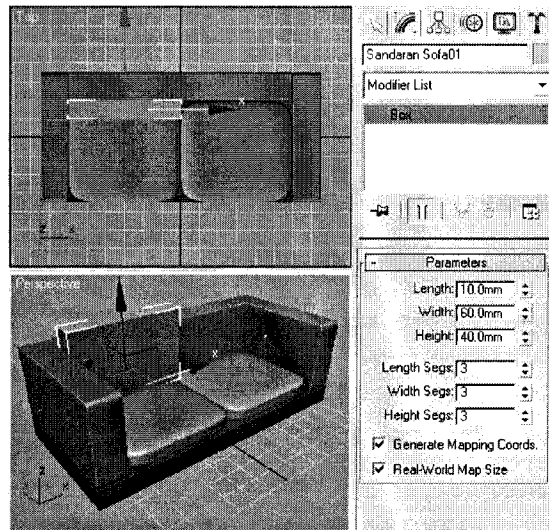 Top
x
z x
Perspective
x
z
x
Sandaran Sofa01
Modifier List
Box
- Parameters
Length: 10.0mm
Width: 60.0mm
Height: 40.0mm
Length Segs: 3
Width Segs: 3
Height Segs: 3
Generate Mapping Coords.
Real-World Map Size